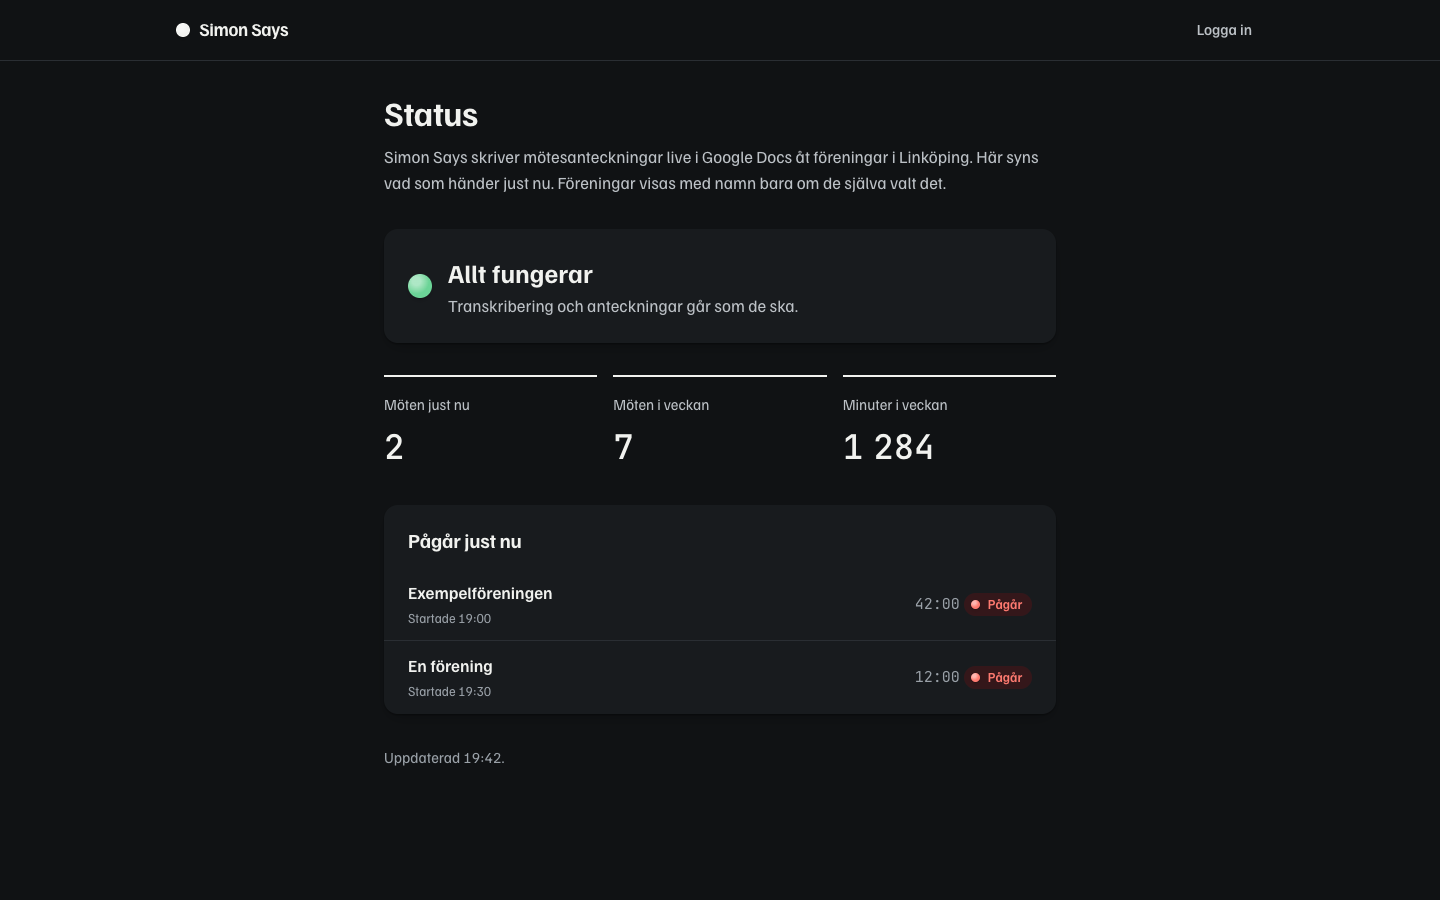 Simon Says
Logga in
Status
Simon Says skriver mötesanteckningar live i Google Docs åt föreningar i Linköping. Här syns
vad som händer just nu. Föreningar visas med namn bara om de själva valt det.
Allt fungerar
Transkribering och anteckningar går som de ska.
Möten just nu
2
Möten i veckan
7
Minuter i veckan
1 284
Pågår just nu
Exempelföreningen
Startade 19:00
42:00 Pågår
En förening
Startade 19:30
12:00 Pågår
Uppdaterad 19:42.